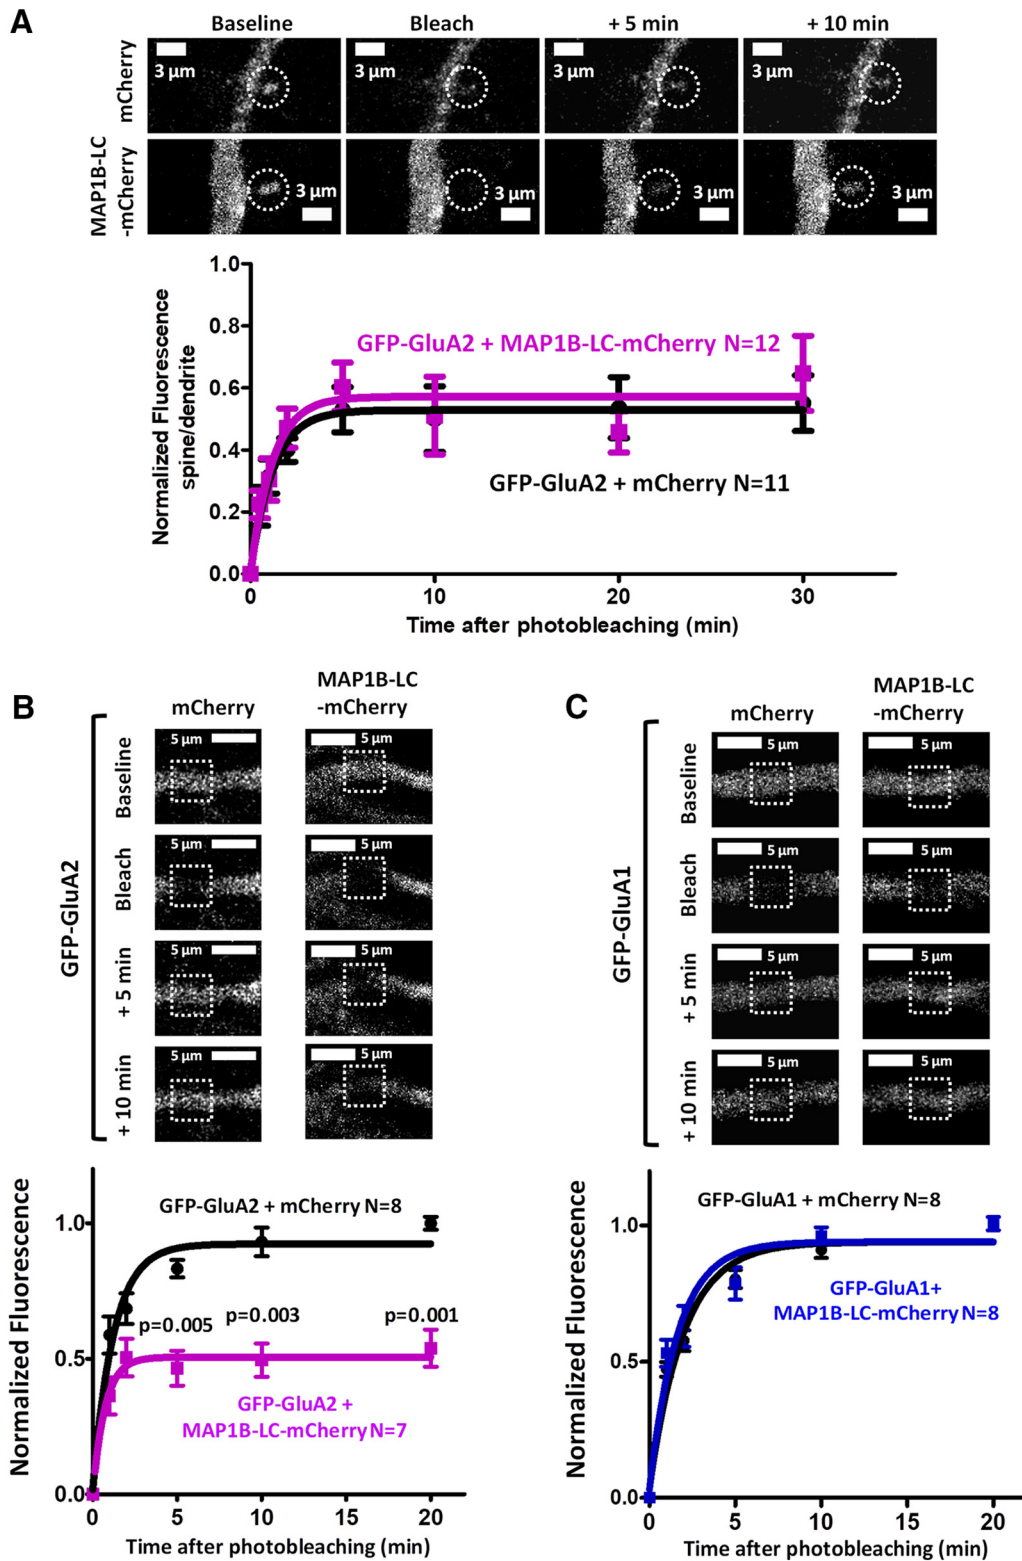 A
Baseline
Bleach
+ 5 min
+ 10 min
mCherry
3 µm
3 µm
3 µm
3 µm
MAP1B-LC
-mCherry
3 µm
3 µm
3 µm
3 µm
Normalized Fluorescence
spine/dendrite
1.0
0.8
0.6
0.4
0.2
0.0
GFP-GluA2 + MAP1B-LC-mCherry N=12
GFP-GluA2 + mCherry N=11
0
10
20
30
Time after photobleaching (min)
B
mCherry
MAP1B-LC
-mCherry
GFP-GluA2
Baseline
5 µm
5 µm
Bleach
5 µm
5 µm
+ 5 min
5 µm
5 µm
+ 10 min
5 µm
5 µm
Normalized Fluorescence
1.0
0.5
0.0
GFP-GluA2 + mCherry N=8
p=0.005
p=0.003
p=0.001
GFP-GluA2 +
MAP1B-LC-mCherry N=7
0
5
10
15
20
Time after photobleaching (min)
C
mCherry
MAP1B-LC
-mCherry
GFP-GluA1
Baseline
5 µm
5 µm
Bleach
5 µm
5 µm
+ 5 min
5 µm
5 µm
+ 10 min
5 µm
5 µm
Normalized Fluorescence
1.0
0.5
0.0
GFP-GluA1 + mCherry N=8
GFP-GluA1+
MAP1B-LC-mCherry N=8
0
5
10
15
20
Time after photobleaching (min)